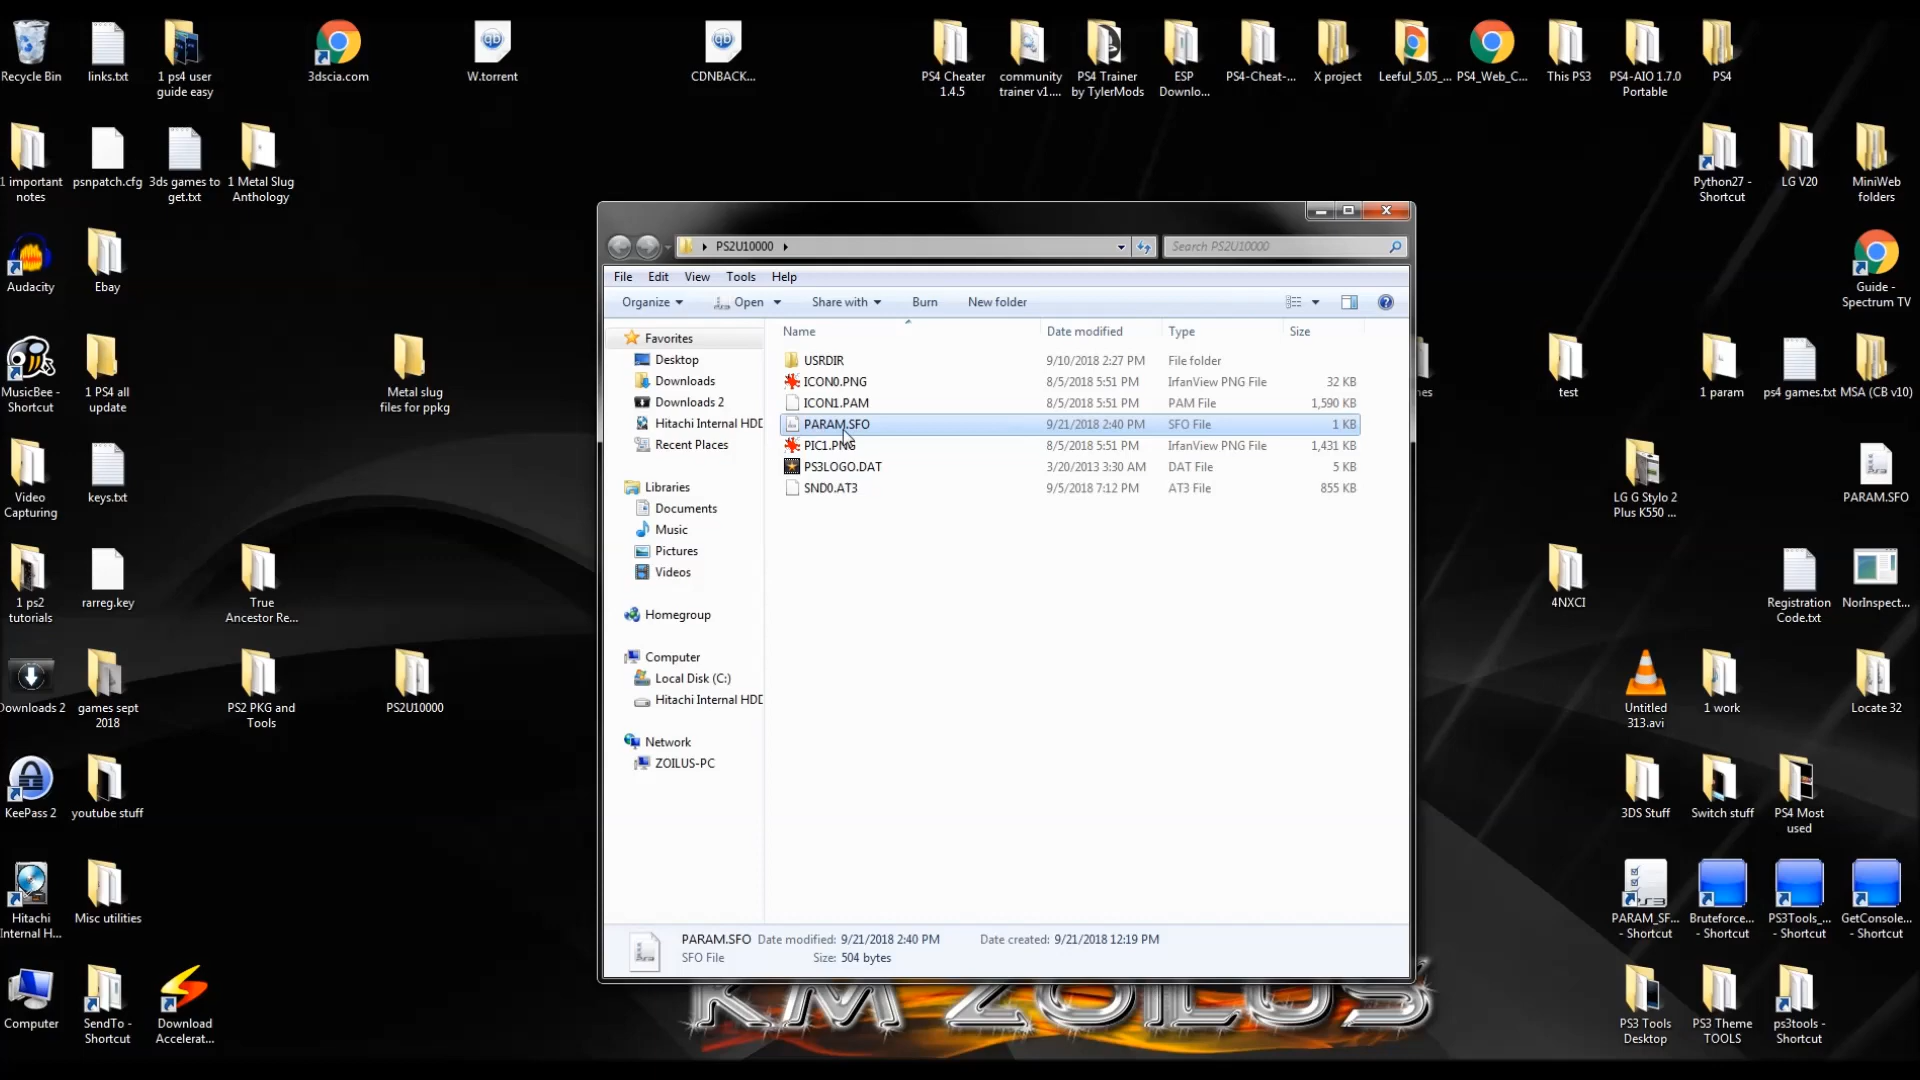 Recycle Bin
links.txt
1 ps4 user
guide easy
3dscia.com
W.torrent
CDNBACK...
PS4 Cheater
1.4.5
community
trainer v1....
PS4 Trainer
by TylerMods
ESP
Downlo...
PS4-Cheat-...
X project
Leeful_5.05_...
PS4_Web_C...
This PS3
PS4-AIO 1.7.0
Portable
PS4
1 important
notes
psnpatch.cfg
3ds games to
get.txt
1 Metal Slug
Anthology
Python27 -
Shortcut
LG V20
MiniWeb
folders
Audacity
Ebay
Guide -
Spectrum TV
MusicBee -
Shortcut
1 PS4 all
update
Metal slug
files for ppkg
test
1 param
ps4 games.txt
MSA (CB v10)
Video
Capturing
keys.txt
LG G Stylo 2
Plus K550 ...
PARAM.SFO
1 ps2
tutorials
rarreg.key
True
Ancestor Re...
4NXCI
Registration
Code.txt
NorInspect...
Downloads 2
games sept
2018
PS2 PKG and
Tools
PS2U10000
Untitled
313.avi
1 work
Locate 32
KeePass 2
youtube stuff
3DS Stuff
Switch stuff
PS4 Most
used
Hitachi
Internal H...
Misc utilities
PARAM_SF...
- Shortcut
Bruteforce...
- Shortcut
PS3Tools_...
- Shortcut
GetConsole...
- Shortcut
Computer
SendTo -
Shortcut
Download
Accelerat...
PS3 Tools
Desktop
PS3 Theme
TOOLS
ps3tools -
Shortcut
PS2U10000
Search PS2U10000
File Edit View Tools Help
Organize Open Share with Burn New folder
Name Date modified Type Size
USRDIR 9/10/2018 2:27 PM File folder
ICON0.PNG 8/5/2018 5:51 PM IrfanView PNG File 32 KB
ICON1.PAM 8/5/2018 5:51 PM PAM File 1,590 KB
PARAM.SFO 9/21/2018 2:40 PM SFO File 1 KB
PIC1.PNG 8/5/2018 5:51 PM IrfanView PNG File 1,431 KB
PS3LOGO.DAT 3/20/2013 3:30 AM DAT File 5 KB
SND0.AT3 9/5/2018 7:12 PM AT3 File 855 KB
Favorites
Desktop
Downloads
Downloads 2
Hitachi Internal HDD
Recent Places
Libraries
Documents
Music
Pictures
Videos
Homegroup
Computer
Local Disk (C:)
Hitachi Internal HDD
Network
ZOILUS-PC
PARAM.SFO Date modified: 9/21/2018 2:40 PM Date created: 9/21/2018 12:19 PM
SFO File Size: 504 bytes
KM ZOILUS